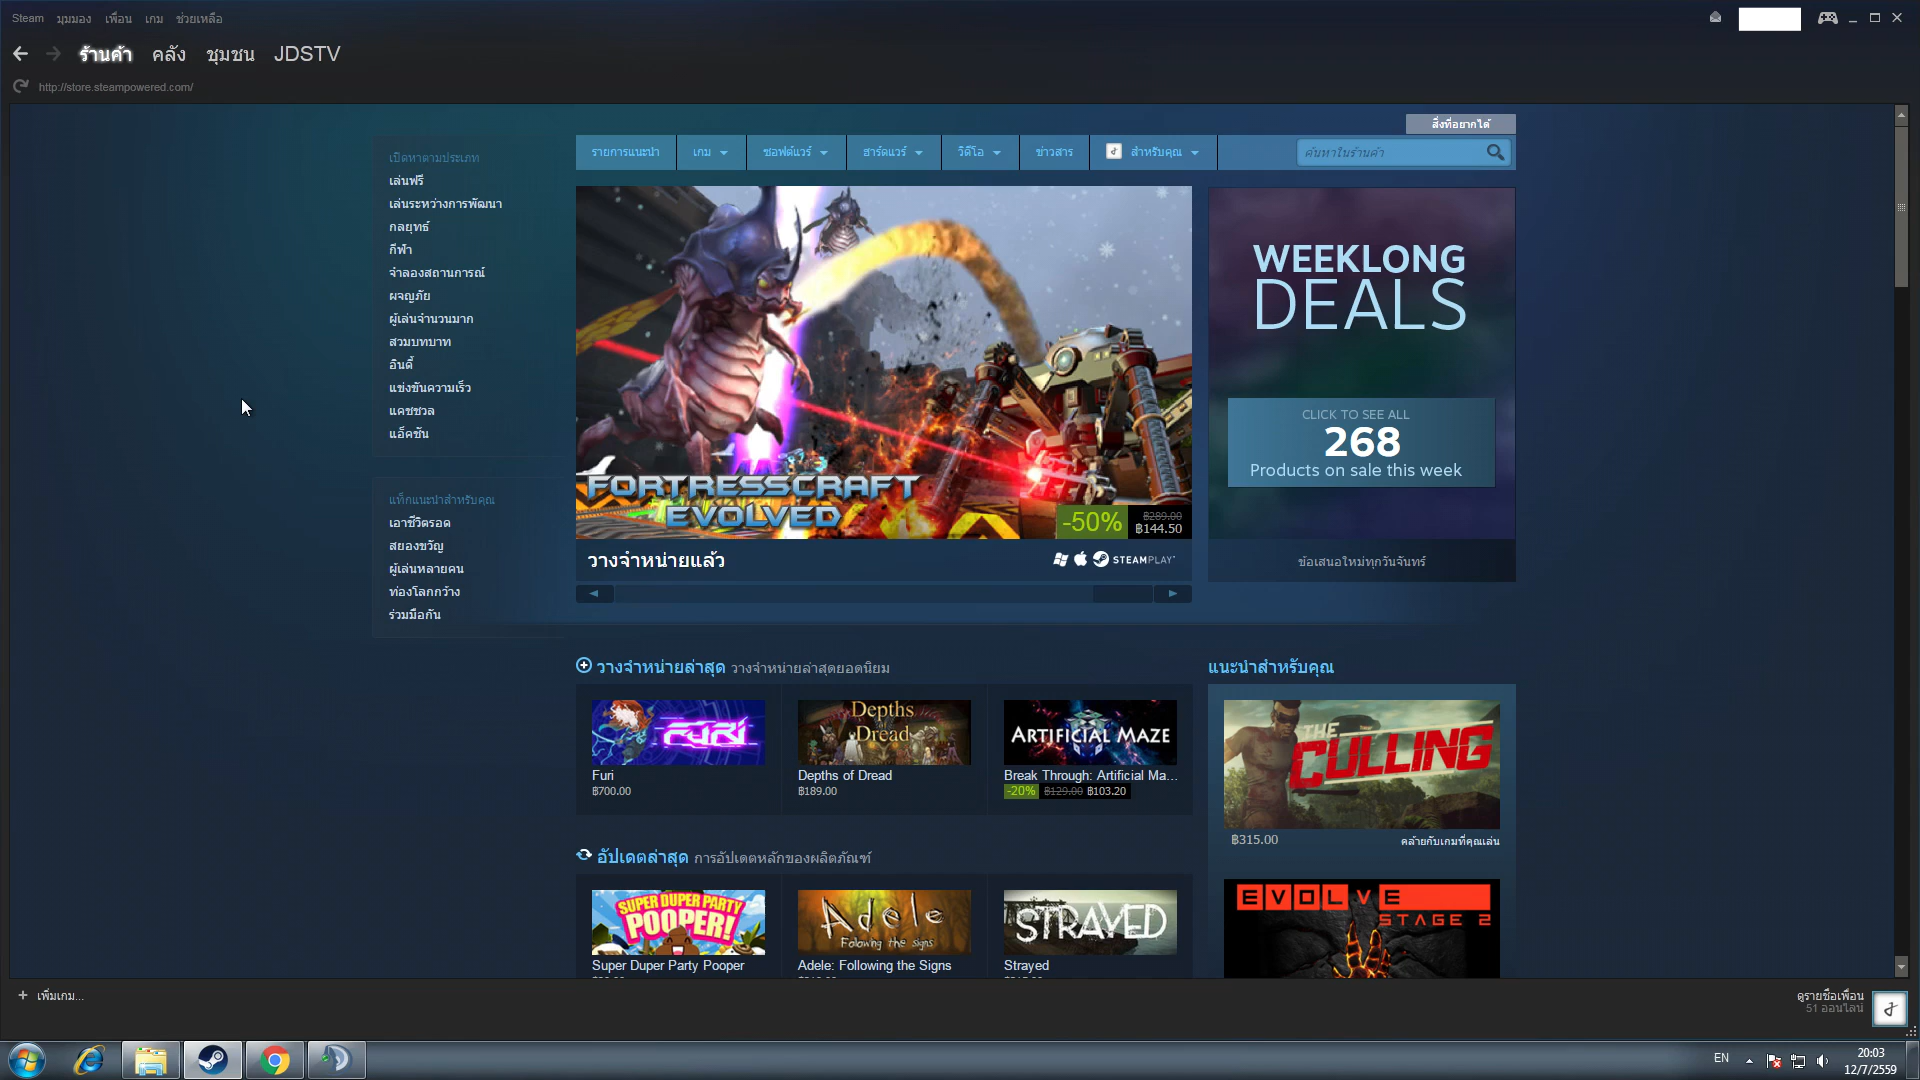 Steam มุมมอง เพื่อน เกม ช่วยเหลือ
ร้านค้า คลัง ชุมชน JDSTV
http://store.steampowered.com/
สิ่งที่อยากได้
รายการแนะนำ เกม ซอฟต์แวร์ ฮาร์ดแวร์ วิดีโอ ข่าวสาร สำหรับคุณ ค้นหาในร้านค้า
เปิดหาตามประเภท
เล่นฟรี
เล่นระหว่างการพัฒนา
กลยุทธ์
กีฬา
จำลองสถานการณ์
ผจญภัย
ผู้เล่นจำนวนมาก
สวมบทบาท
อินดี้
แข่งขันความเร็ว
แคชชวล
แอ็คชัน
แท็กแนะนำสำหรับคุณ
เอาชีวิตรอด
สยองขวัญ
ผู้เล่นหลายคน
ท่องโลกกว้าง
ร่วมมือกัน
FORTRESSCRAFT
EVOLVED
-50% ฿289.00
฿144.50
วางจำหน่ายแล้ว STEAMPLAY
WEEKLONG
DEALS
CLICK TO SEE ALL
268
Products on sale this week
ข้อเสนอใหม่ทุกวันจันทร์
วางจำหน่ายล่าสุด วางจำหน่ายล่าสุดยอดนิยม
FURI
Depths
of
Dread
ARTIFICIAL MAZE
Furi
฿700.00
Depths of Dread
฿189.00
Break Through: Artificial Ma...
-20% ฿129.00 ฿103.20
แนะนำสำหรับคุณ
THE
CULLING
฿315.00 คล้ายกับเกมที่คุณเล่น
EVOLVE
STAGE 2
อัปเดตล่าสุด การอัปเดตหลักของผลิตภัณฑ์
SUPER DUPER PARTY
POOPER!
Adele
Folowing the signs
STRAYED
Super Duper Party Pooper
Adele: Following the Signs
Strayed
เพิ่มเกม...
ดูรายชื่อเพื่อน
51 ออนไลน์
EN
20:03
12/7/2559